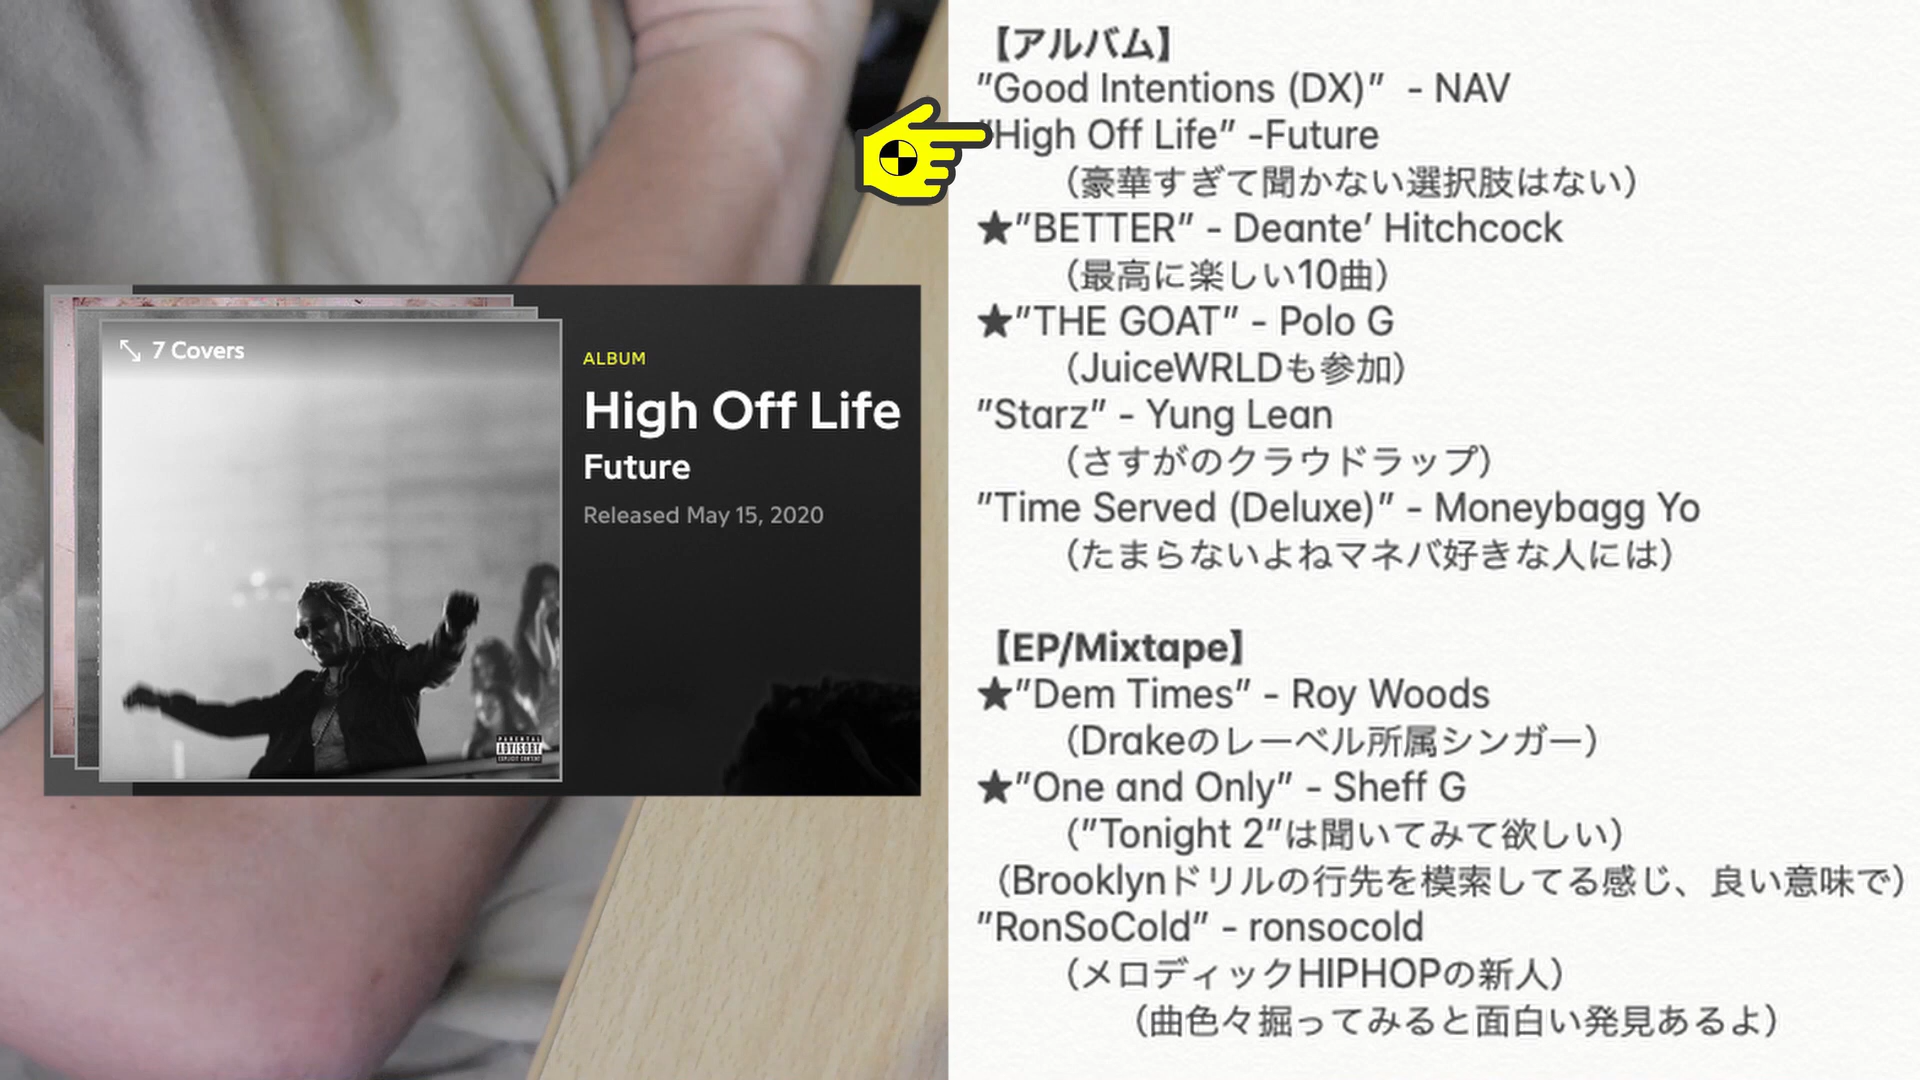 7 Covers
ALBUM
High Off Life
Future
Released May 15, 2020
PARENTAL
ADVISORY
EXPLICIT CONTENT
【アルバム】
"Good Intentions (DX)" - NAV
"High Off Life" -Future
（豪華すぎて聞かない選択肢はない）
★"BETTER" - Deante' Hitchcock
（最高に楽しい10曲）
★"THE GOAT" - Polo G
（JuiceWRLDも参加）
"Starz" - Yung Lean
（さすがのクラウドラップ）
"Time Served (Deluxe)" - Moneybagg Yo
（たまらないよねマネバ好きな人には）
【EP/Mixtape】
★"Dem Times" - Roy Woods
（Drakeのレーベル所属シンガー）
★"One and Only" - Sheff G
（"Tonight 2"は聞いてみて欲しい）
（Brooklynドリルの行先を模索してる感じ、良い意味で）
"RonSoCold" - ronsocold
（メロディックHIPHOPの新人）
（曲色々掘ってみると面白い発見あるよ）